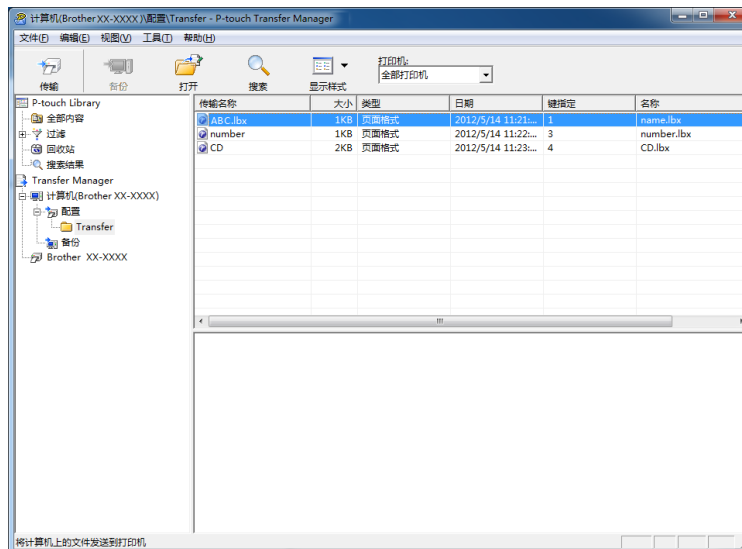 计算机(Brother XX-XXXX)\配置\Transfer - P-touch Transfer Manager
文件(F) 编辑(E) 视图(V) 工具(T) 帮助(H)
传输 备份 打开 搜索 显示样式
打印机:
全部打印机
P-touch Library
全部内容
过滤
回收站
搜索结果
Transfer Manager
计算机(Brother XX-XXXX)
配置
Transfer
备份
Brother XX-XXXX
传输名称 大小 类型 日期 键指定 名称
ABC.lbx 1KB 页面格式 2012/5/14 11:21:... 1 name.lbx
number 1KB 页面格式 2012/5/14 11:22:... 3 number.lbx
CD 2KB 页面格式 2012/5/14 11:23:... 4 CD.lbx
将计算机上的文件发送到打印机